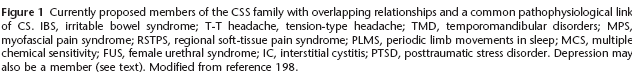 Figure 1 Currently proposed members of the CSS family with overlapping relationships and a common pathophysiological link
of CS. IBS, irritable bowel syndrome; T-T headache, tension-type headache; TMD, temporomandibular disorders; MPS,
myofascial pain syndrome; RSTPS, regional soft-tissue pain syndrome; PLMS, periodic limb movements in sleep; MCS, multiple
chemical sensitivity; FUS, female urethral syndrome; IC, interstitial cystitis; PTSD, posttraumatic stress disorder. Depression may
also be a member (see text). Modified from reference 198.